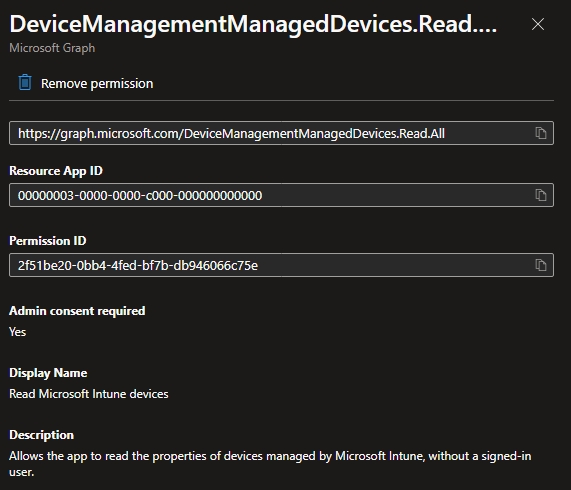 DeviceManagementManagedDevices.Read....
Microsoft Graph
Remove permission
https://graph.microsoft.com/DeviceManagementManagedDevices.Read.All
Resource App ID
00000003-0000-0000-c000-000000000000
Permission ID
2f51be20-0bb4-4fed-bf7b-db946066c75e
Admin consent required
Yes
Display Name
Read Microsoft Intune devices
Description
Allows the app to read the properties of devices managed by Microsoft Intune, without a signed-in
user.